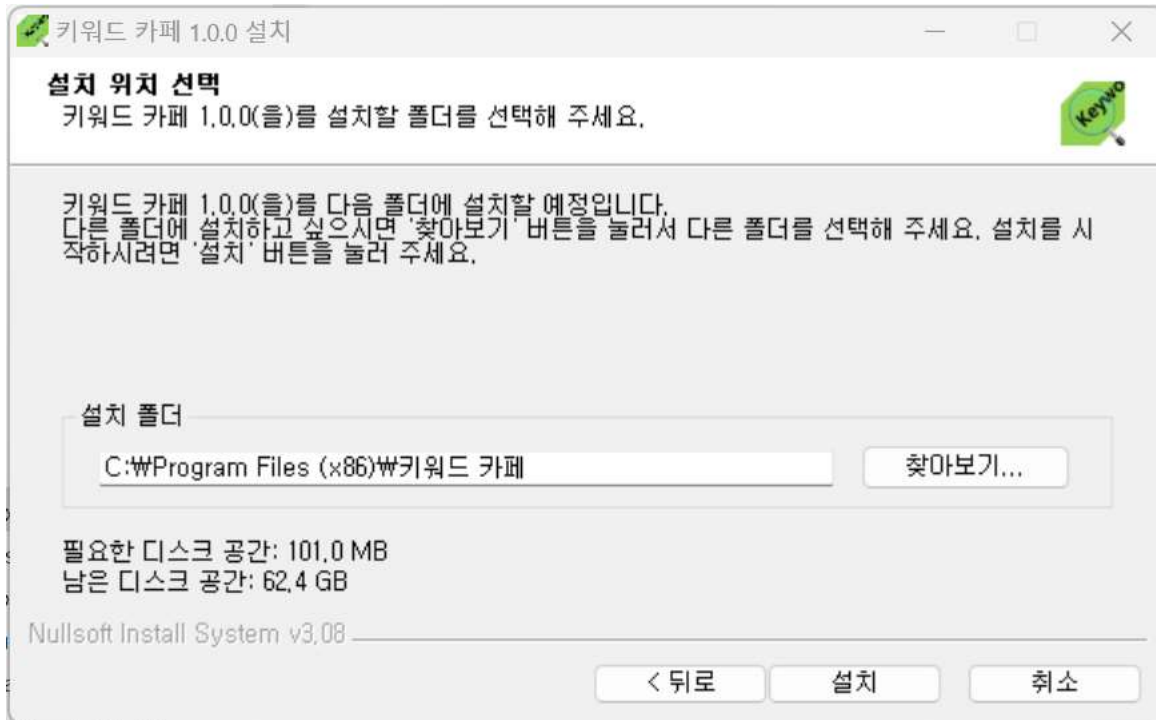 키워드 카페 1.0.0 설치
설치 위치 선택
키워드 카페 1.0.0(을)를 설치할 폴더를 선택해 주세요.
Keywo
키워드 카페 1.0.0(을)를 다음 폴더에 설치할 예정입니다.
다른 폴더에 설치하고 싶으시면 '찾아보기' 버튼을 눌러서 다른 폴더를 선택해 주세요. 설치를 시
작하시려면 '설치' 버튼을 눌러 주세요.
설치 폴더
C:₩Program Files (x86)₩키워드 카페
찾아보기...
필요한 디스크 공간: 101.0 MB
남은 디스크 공간: 62.4 GB
Nullsoft Install System v3.08
< 뒤로
설치
취소